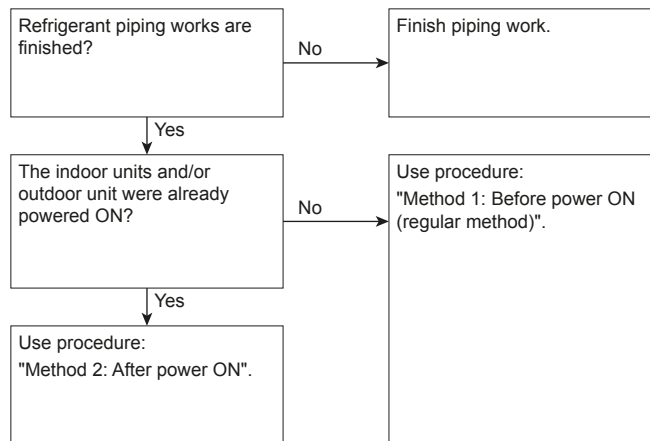 Refrigerant piping works are
finished?
No
Finish piping work.
Yes
The indoor units and/or
outdoor unit were already
powered ON?
No
Use procedure:
"Method 1: Before power ON
(regular method)".
Yes
Use procedure:
"Method 2: After power ON".